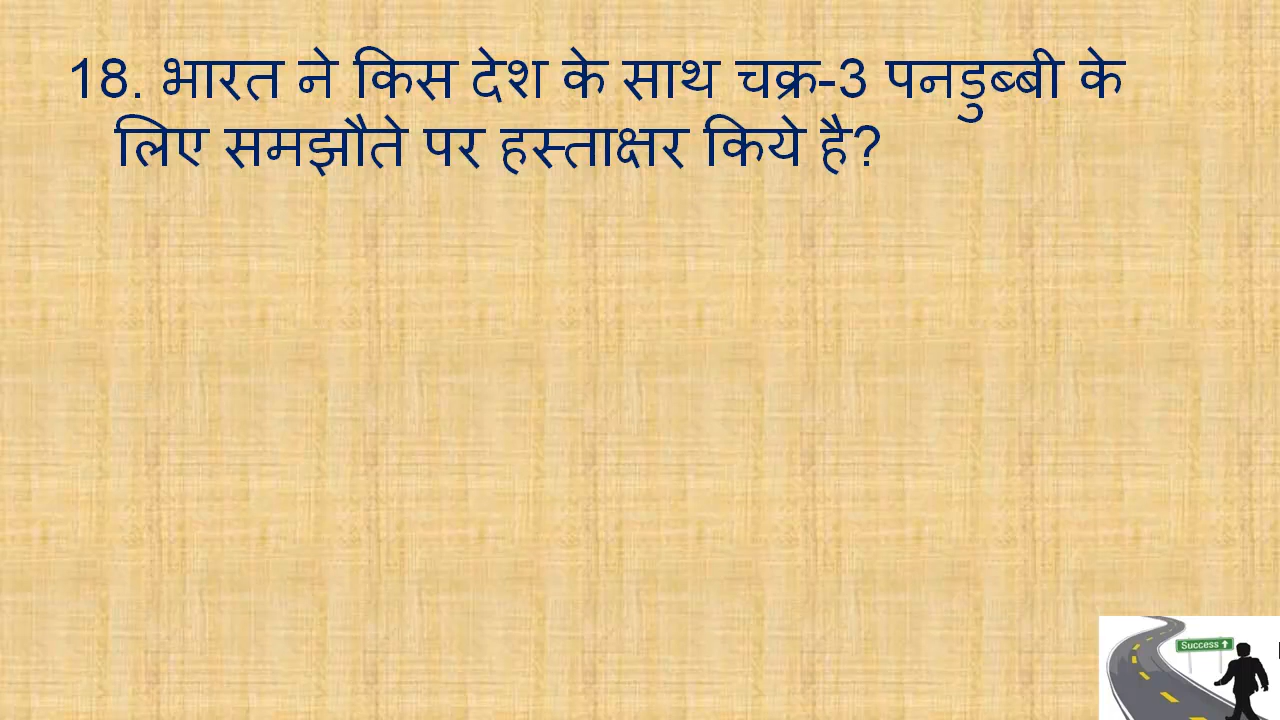 18. भारत ने किस देश के साथ चक्र-3 पनडुब्बी के
लिए समझौते पर हस्ताक्षर किये है?
Success